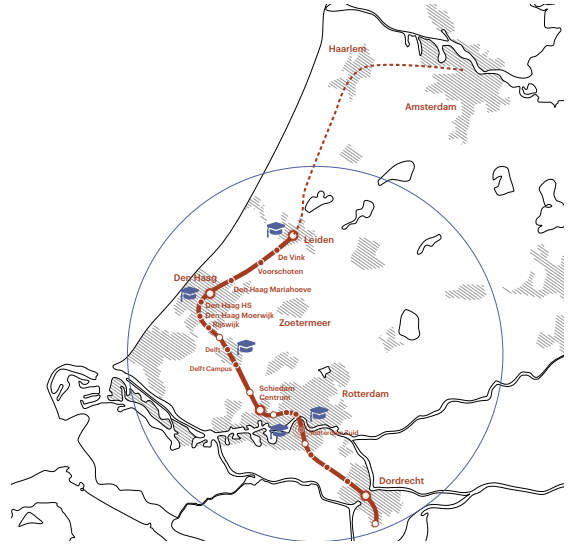 Haarlem
Amsterdam
Leiden
De Vink
Voorschoten
Den Haag
Den Haag Mariahoeve
Den Haag HS
Den Haag Moerwijk
Rijswijk
Zoetermeer
Delft
Delft Campus
Schiedam
Centrum
Rotterdam
Rotterdam Zuid
Dordrecht